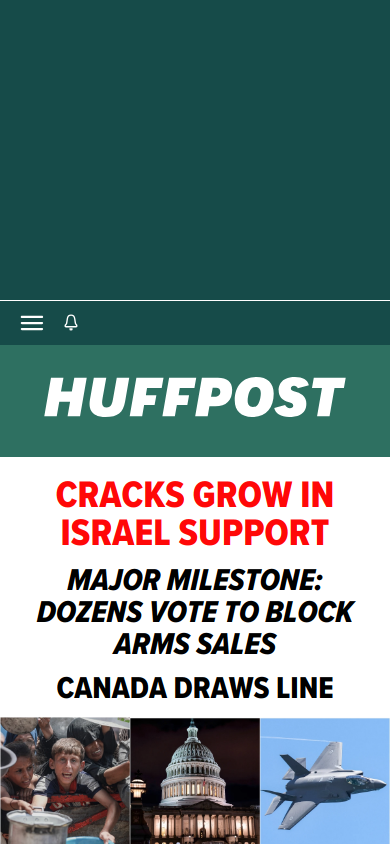 HUFFPOST
CRACKS GROW IN
ISRAEL SUPPORT
MAJOR MILESTONE:
DOZENS VOTE TO BLOCK
ARMS SALES
CANADA DRAWS LINE